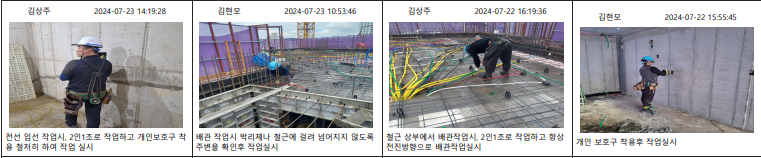 김상주 2024-07-23 14:19:28
전선 입선 작업시, 2인1조로 작업하고 개인보호구 착
용 철저히 하여 작업 실시
김현모 2024-07-23 10:53:46
배관 작업시 박리제나 철근에 걸려 넘어지지 않도록
주변을 확인후 작업실시
김상주 2024-07-22 16:19:36
철근 상부에서 배관작업시, 2인1조로 작업하고 항상
전진방향으로 배관작업실시
김현모 2024-07-22 15:55:45
개인 보호구 착용후 작업실시